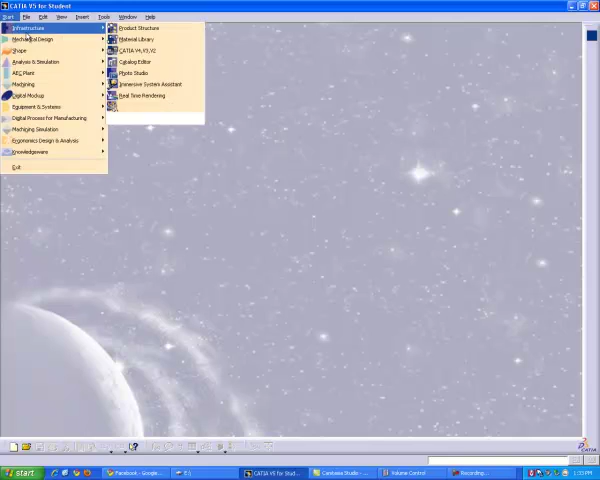 CATIA V5 for Student
Start File Edit View Insert Tools Window Help
Infrastructure
Mechanical Design
Shape
Analysis & Simulation
AEC Plant
Machining
Digital Mockup
Equipment & Systems
Digital Process for Manufacturing
Machining Simulation
Ergonomics Design & Analysis
Knowledgeware
Exit
Product Structure
Material Library
CATIA V4,V3,V2
Catalog Editor
Photo Studio
Immersive System Assistant
Real Time Rendering
CATIA
start
Facebook - Google...
E:\
CATIA V5 for Stud...
Camtasia Studio - ...
Volume Control
Recording...